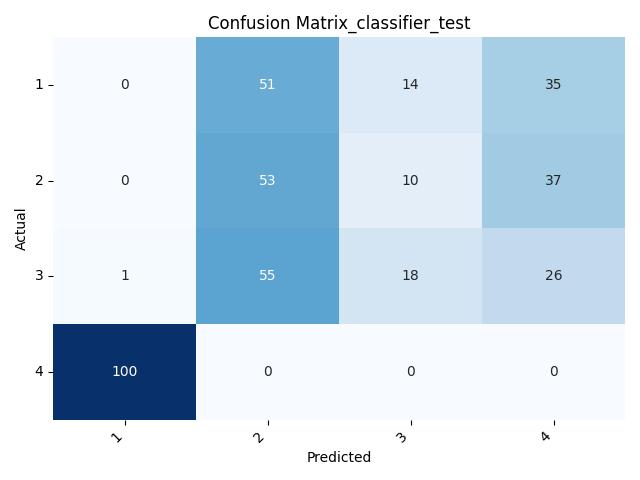 Confusion Matrix_classifier_test
Actual
1 0 51 14 35
2 0 53 10 37
3 1 55 18 26
4 100 0 0 0
1 2 3 4
Predicted